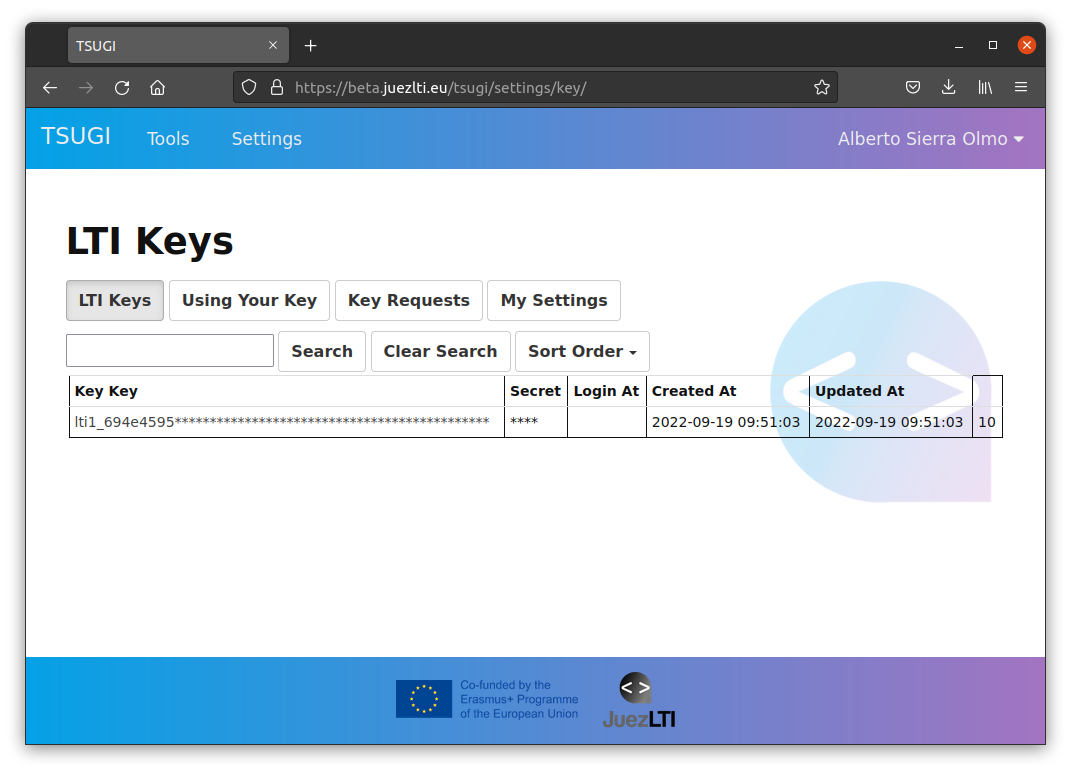 TSUGI
https://beta.juezlti.eu/tsugi/settings/key/
TSUGI Tools Settings Alberto Sierra Olmo
LTI Keys
LTI Keys Using Your Key Key Requests My Settings
Search Clear Search Sort Order
Key Key Secret Login At Created At Updated At
lti1_694e4595********************************************* **** 2022-09-19 09:51:03 2022-09-19 09:51:03 10
Co-funded by the
Erasmus+ Programme
of the European Union
< >
JuezLTI